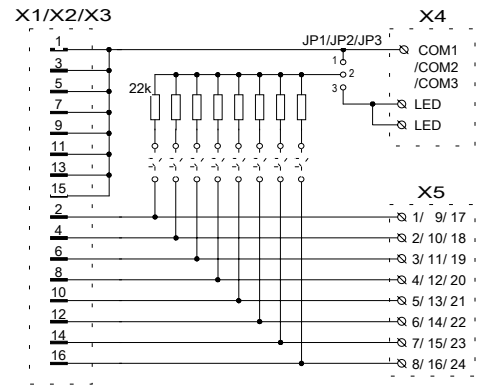 X1/X2/X3
X4
JP1/JP2/JP3
1
1
COM1
3
2
/COM2
5
22k
3
/COM3
7
LED
9
LED
11
13
15
X5
2
1/ 9/ 17
4
2/ 10/ 18
6
3/ 11/ 19
8
4/ 12/ 20
10
5/ 13/ 21
12
6/ 14/ 22
14
7/ 15/ 23
16
8/ 16/ 24